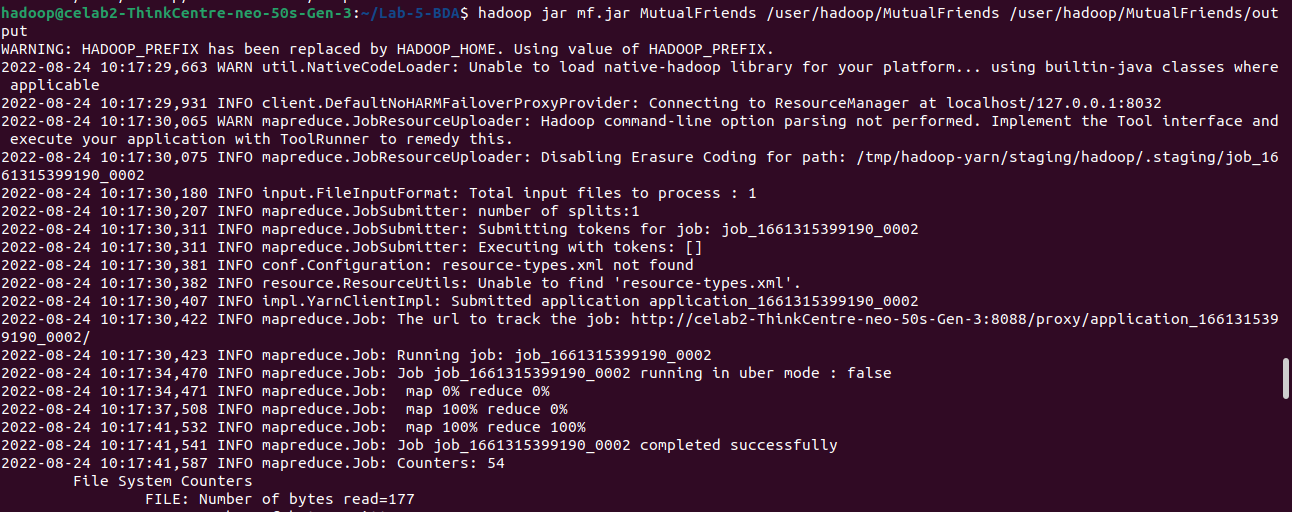 hadoop@celab2-ThinkCentre-neo-50s-Gen-3:~/Lab-5-BDA$ hadoop jar mf.jar MutualFriends /user/hadoop/MutualFriends /user/hadoop/MutualFriends/out
put
WARNING: HADOOP_PREFIX has been replaced by HADOOP_HOME. Using value of HADOOP_PREFIX.
2022-08-24 10:17:29,663 WARN util.NativeCodeLoader: Unable to load native-hadoop library for your platform... using builtin-java classes where
 applicable
2022-08-24 10:17:29,931 INFO client.DefaultNoHARMFailoverProxyProvider: Connecting to ResourceManager at localhost/127.0.0.1:8032
2022-08-24 10:17:30,065 WARN mapreduce.JobResourceUploader: Hadoop command-line option parsing not performed. Implement the Tool interface and
 execute your application with ToolRunner to remedy this.
2022-08-24 10:17:30,075 INFO mapreduce.JobResourceUploader: Disabling Erasure Coding for path: /tmp/hadoop-yarn/staging/hadoop/.staging/job_16
61315399190_0002
2022-08-24 10:17:30,180 INFO input.FileInputFormat: Total input files to process : 1
2022-08-24 10:17:30,207 INFO mapreduce.JobSubmitter: number of splits:1
2022-08-24 10:17:30,311 INFO mapreduce.JobSubmitter: Submitting tokens for job: job_1661315399190_0002
2022-08-24 10:17:30,311 INFO mapreduce.JobSubmitter: Executing with tokens: []
2022-08-24 10:17:30,381 INFO conf.Configuration: resource-types.xml not found
2022-08-24 10:17:30,382 INFO resource.ResourceUtils: Unable to find 'resource-types.xml'.
2022-08-24 10:17:30,407 INFO impl.YarnClientImpl: Submitted application application_1661315399190_0002
2022-08-24 10:17:30,422 INFO mapreduce.Job: The url to track the job: http://celab2-ThinkCentre-neo-50s-Gen-3:8088/proxy/application_166131539
9190_0002/
2022-08-24 10:17:30,423 INFO mapreduce.Job: Running job: job_1661315399190_0002
2022-08-24 10:17:34,470 INFO mapreduce.Job: Job job_1661315399190_0002 running in uber mode : false
2022-08-24 10:17:34,471 INFO mapreduce.Job:  map 0% reduce 0%
2022-08-24 10:17:37,508 INFO mapreduce.Job:  map 100% reduce 0%
2022-08-24 10:17:41,532 INFO mapreduce.Job:  map 100% reduce 100%
2022-08-24 10:17:41,541 INFO mapreduce.Job: Job job_1661315399190_0002 completed successfully
2022-08-24 10:17:41,587 INFO mapreduce.Job: Counters: 54
        File System Counters
                FILE: Number of bytes read=177